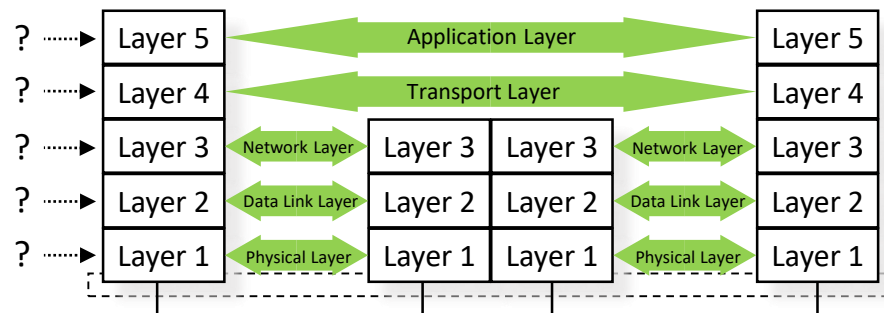 ? Layer 5 Application Layer Layer 5
? Layer 4 Transport Layer Layer 4
? Layer 3 Network Layer Layer 3 Layer 3 Network Layer Layer 3
? Layer 2 Data Link Layer Layer 2 Layer 2 Data Link Layer Layer 2
? Layer 1 Physical Layer Layer 1 Layer 1 Physical Layer Layer 1